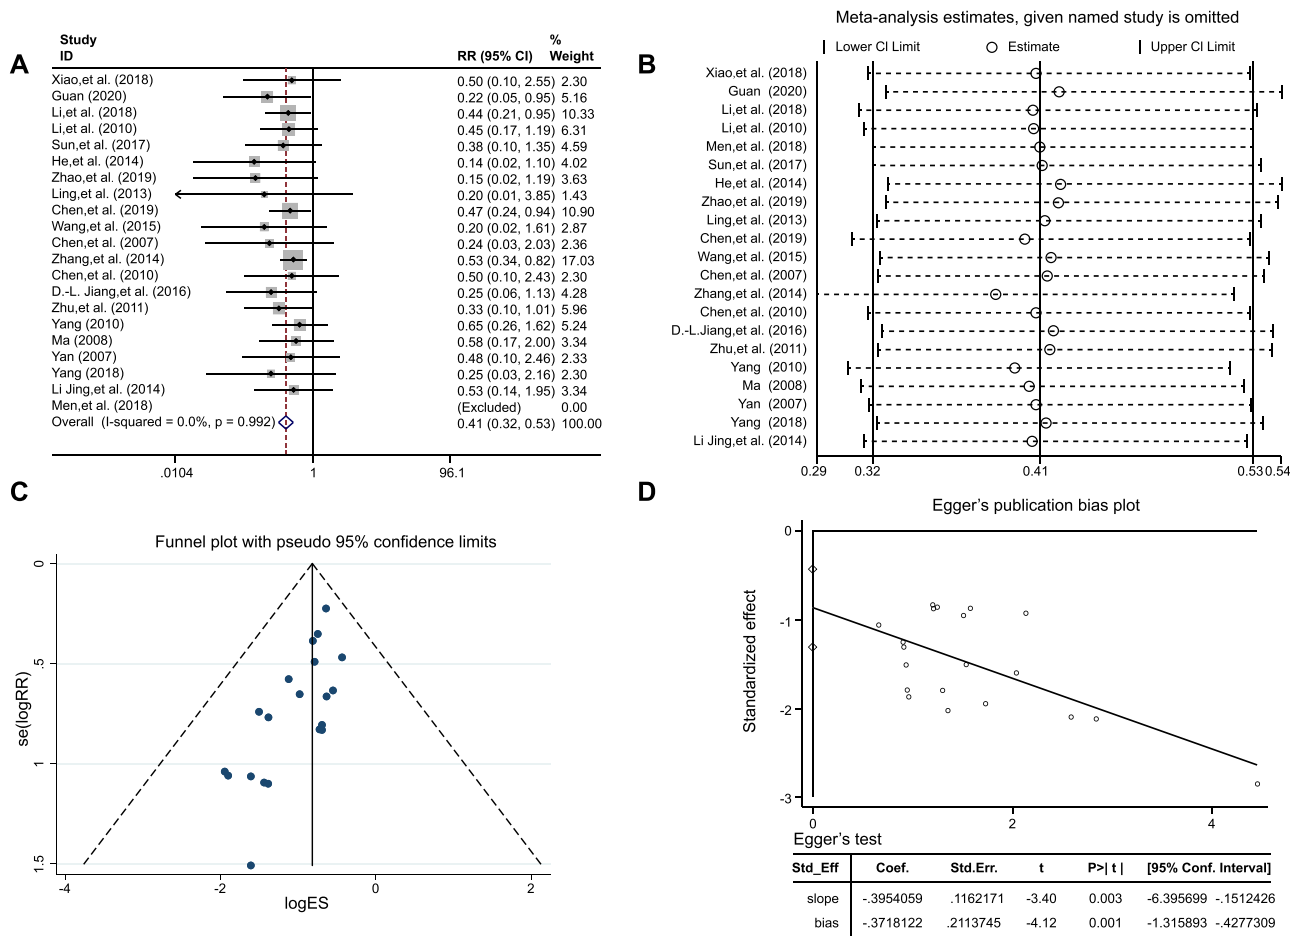 A
Study
ID
RR (95% CI)
%
Weight
Xiao,et al. (2018) 0.50 (0.10, 2.55) 2.30
Guan (2020) 0.22 (0.05, 0.95) 5.16
Li,et al. (2018) 0.44 (0.21, 0.95) 10.33
Li,et al. (2010) 0.45 (0.17, 1.19) 6.31
Sun,et al. (2017) 0.38 (0.10, 1.35) 4.59
He,et al. (2014) 0.14 (0.02, 1.10) 4.02
Zhao,et al. (2019) 0.15 (0.02, 1.19) 3.63
Ling,et al. (2013) 0.20 (0.01, 3.85) 1.43
Chen,et al. (2019) 0.47 (0.24, 0.94) 10.90
Wang,et al. (2015) 0.20 (0.02, 1.61) 2.87
Chen,et al. (2007) 0.24 (0.03, 2.03) 2.36
Zhang,et al. (2014) 0.53 (0.34, 0.82) 17.03
Chen,et al. (2010) 0.50 (0.10, 2.43) 2.30
D.-L. Jiang,et al. (2016) 0.25 (0.06, 1.13) 4.28
Zhu,et al. (2011) 0.33 (0.10, 1.01) 5.96
Yang (2010) 0.65 (0.26, 1.62) 5.24
Ma (2008) 0.58 (0.17, 2.00) 3.34
Yan (2007) 0.48 (0.10, 2.46) 2.33
Yang (2018) 0.25 (0.03, 2.16) 2.30
Li Jing,et al. (2014) 0.53 (0.14, 1.95) 3.34
Men,et al. (2018) (Excluded) 0.00
Overall (I-squared = 0.0%, p = 0.992) 0.41 (0.32, 0.53) 100.00
.0104 1 96.1
B
Meta-analysis estimates, given named study is omitted
Lower CI Limit Estimate Upper CI Limit
Xiao,et al. (2018)
Guan (2020)
Li,et al. (2018)
Li,et al. (2010)
Men,et al. (2018)
Sun,et al. (2017)
He,et al. (2014)
Zhao,et al. (2019)
Ling,et al. (2013)
Chen,et al. (2019)
Wang,et al. (2015)
Chen,et al. (2007)
Zhang,et al. (2014)
Chen,et al. (2010)
D.-L.Jiang,et al. (2016)
Zhu,et al. (2011)
Yang (2010)
Ma (2008)
Yan (2007)
Yang (2018)
Li Jing,et al. (2014)
0.29 0.32 0.41 0.53 0.54
C
Funnel plot with pseudo 95% confidence limits
se(logRR)
0
.5
1
1.5
-4 -2 0 2
logES
D
Egger's publication bias plot
Standardized effect
0
-1
-2
-3
0 2 4
Egger's test
Std_Eff Coef. Std.Err. t P>| t | [95% Conf. Interval]
slope -.3954059 .1162171 -3.40 0.003 -6.395699 -.1512426
bias -.3718122 .2113745 -4.12 0.001 -1.315893 -.4277309